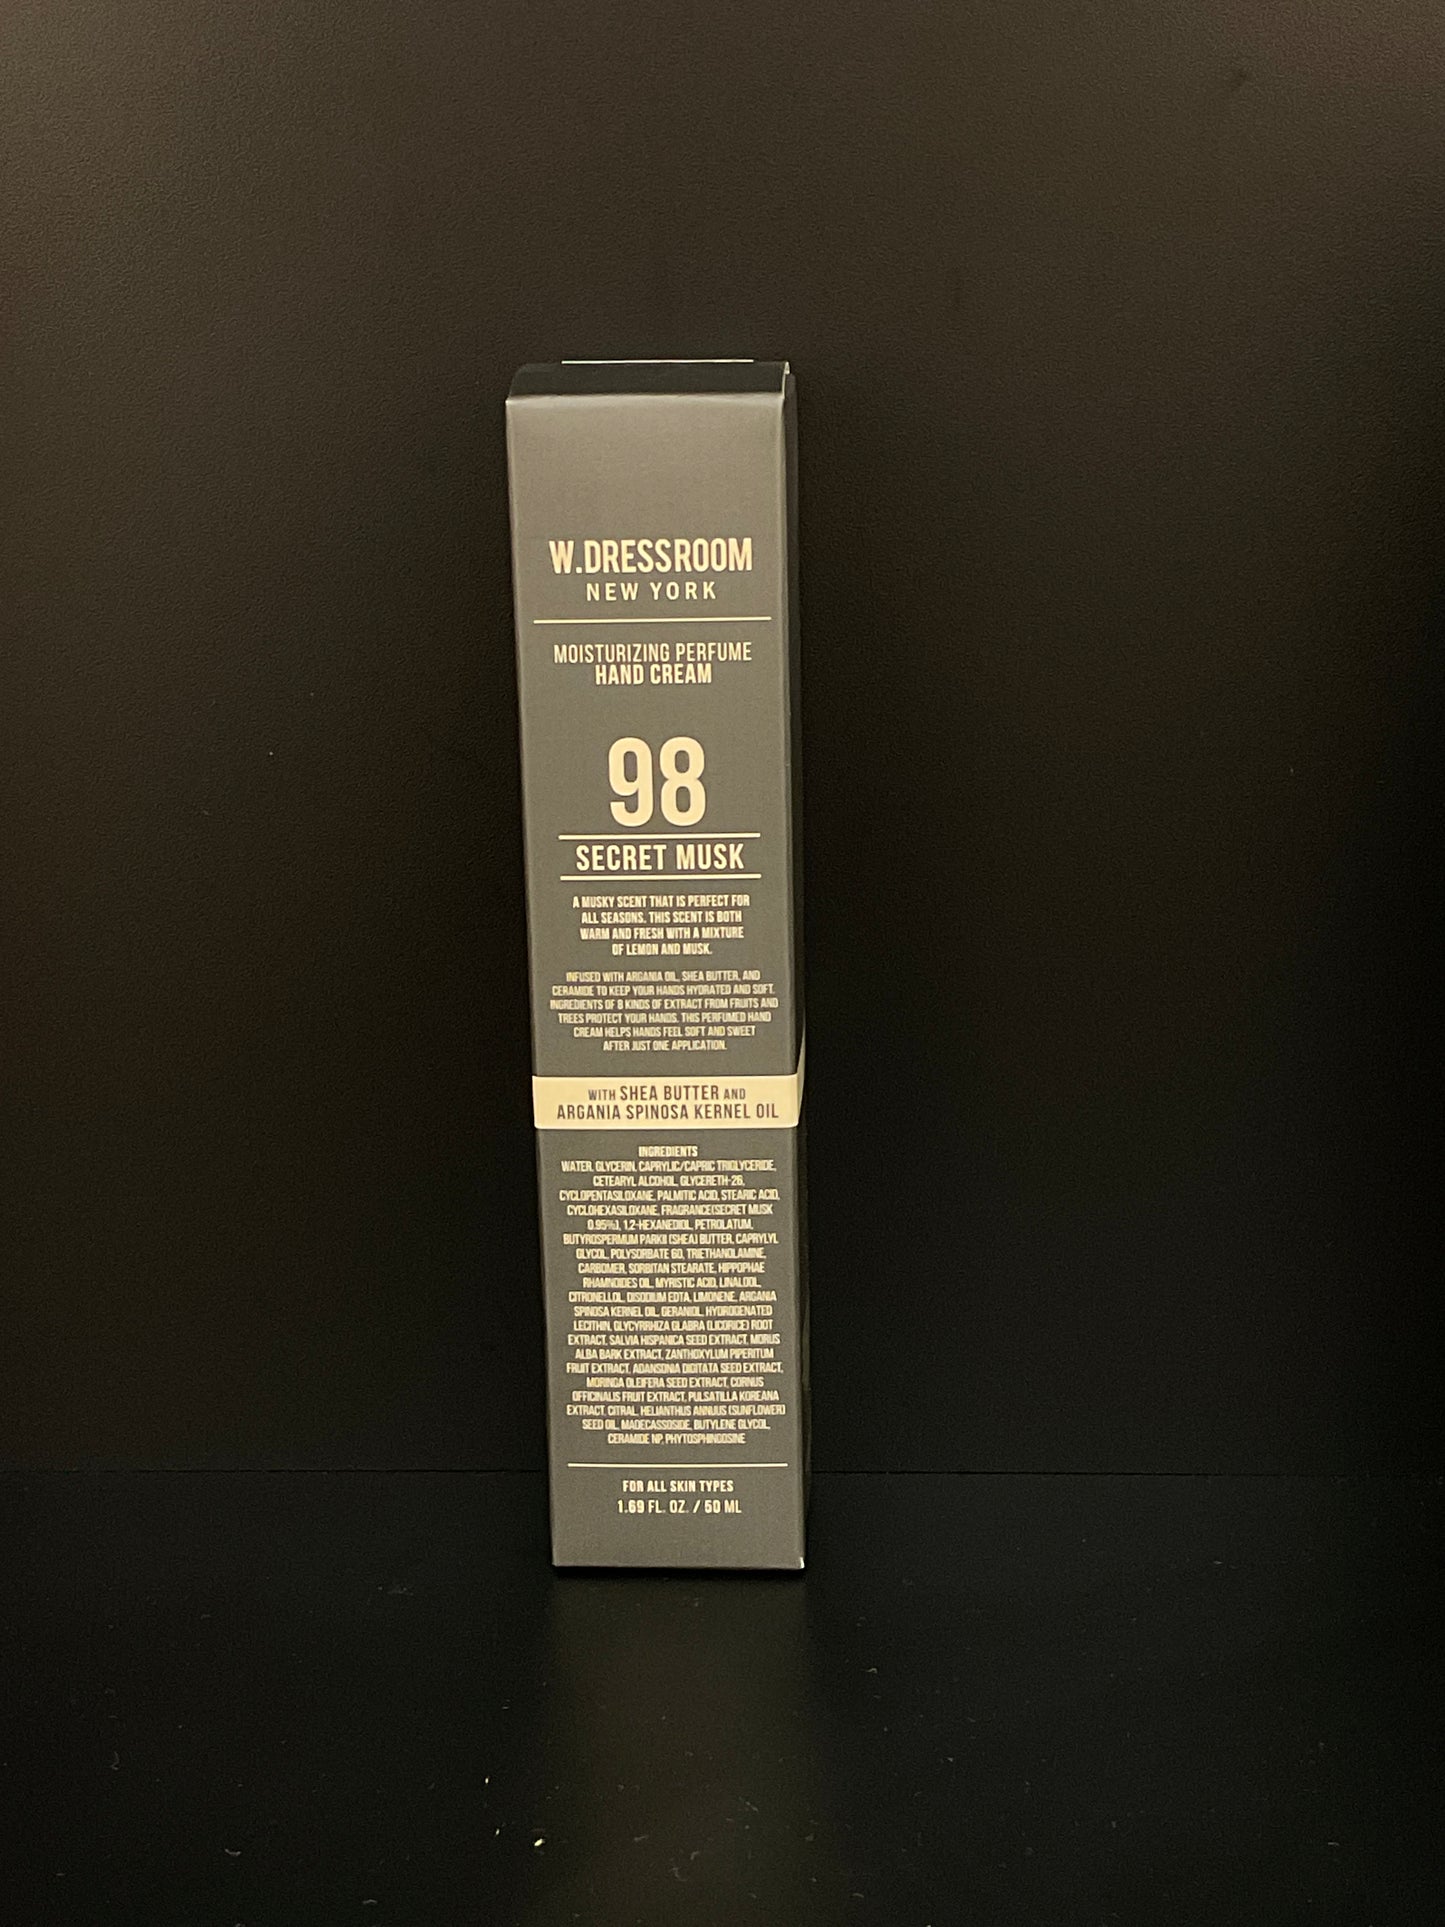 W.DRESSROOM
NEW YORK
MOISTURIZING PERFUME
HAND CREAM
98
SECRET MUSK
A MUSKY SCENT THAT IS PERFECT FOR
ALL SEASONS. THIS SCENT IS BOTH
WARM AND FRESH WITH A MIXTURE
OF LEMON AND MUSK.
INFUSED WITH ARGANIA OIL, SHEA BUTTER, AND
CERAMIDE TO KEEP YOUR HANDS HYDRATED AND SOFT.
INGREDIENTS OF 8 KINDS OF EXTRACT FROM FRUITS AND
TREES PROTECT YOUR HANDS. THIS PERFUMED HAND
CREAM HELPS HANDS FEEL SOFT AND SWEET
AFTER JUST ONE APPLICATION.
WITH SHEA BUTTER AND
ARGANIA SPINOSA KERNEL OIL
INGREDIENTS
WATER, GLYCERIN, CAPRYLIC/CAPRIC TRIGLYCERIDE,
CETEARYL ALCOHOL, GLYCERETH-26,
CYCLOPENTASILOXANE, PALMITIC ACID, STEARIC ACID,
CYCLOHEXASILOXANE, FRAGRANCE(SECRET MUSK
0.95%), 1,2-HEXANEDIOL, PETROLATUM,
BUTYROSPERMUM PARKII (SHEA) BUTTER, CAPRYLYL
GLYCOL, POLYSORBATE 60, TRIETHANOLAMINE,
CARBOMER, SORBITAN STEARATE, HIPPOPHAE
RHAMNOIDES OIL, MYRISTIC ACID, LINALOOL,
CITRONELLOL, DISODIUM EDTA, LIMONENE, ARGANIA
SPINOSA KERNEL OIL, GERANIOL, HYDROGENATED
LECITHIN, GLYCYRRHIZA GLABRA (LICORICE) ROOT
EXTRACT, SALVIA HISPANICA SEED EXTRACT, MORUS
ALBA BARK EXTRACT, ZANTHOXYLUM PIPERITUM
FRUIT EXTRACT, ADANSONIA DIGITATA SEED EXTRACT,
MORINGA OLEIFERA SEED EXTRACT, CORNUS
OFFICINALIS FRUIT EXTRACT, PULSATILLA KOREANA
EXTRACT, CITRAL, HELIANTHUS ANNUUS (SUNFLOWER)
SEED OIL, MADECASSOSIDE, BUTYLENE GLYCOL,
CERAMIDE NP, PHYTOSPHINGOSINE
FOR ALL SKIN TYPES
1.69 FL. OZ. / 50 ML